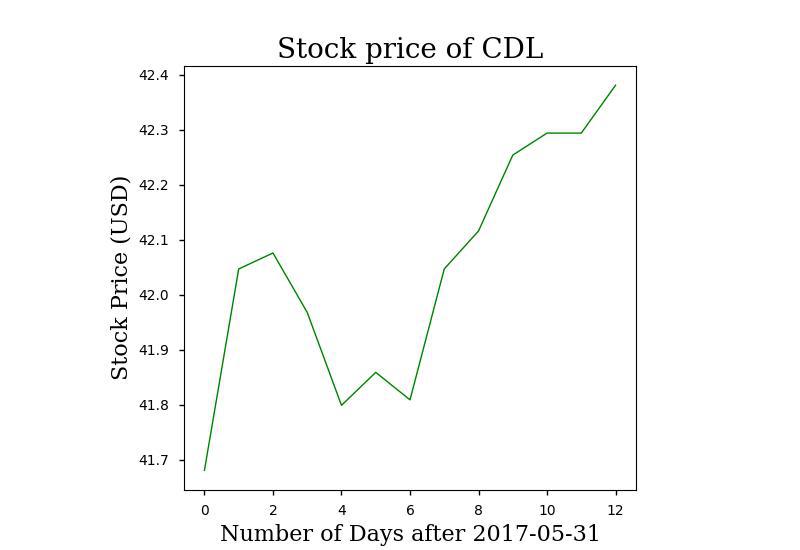 Stock price of CDL
Stock Price (USD)
42.4
42.3
42.2
42.1
42.0
41.9
41.8
41.7
0 2 4 6 8 10 12
Number of Days after 2017-05-31